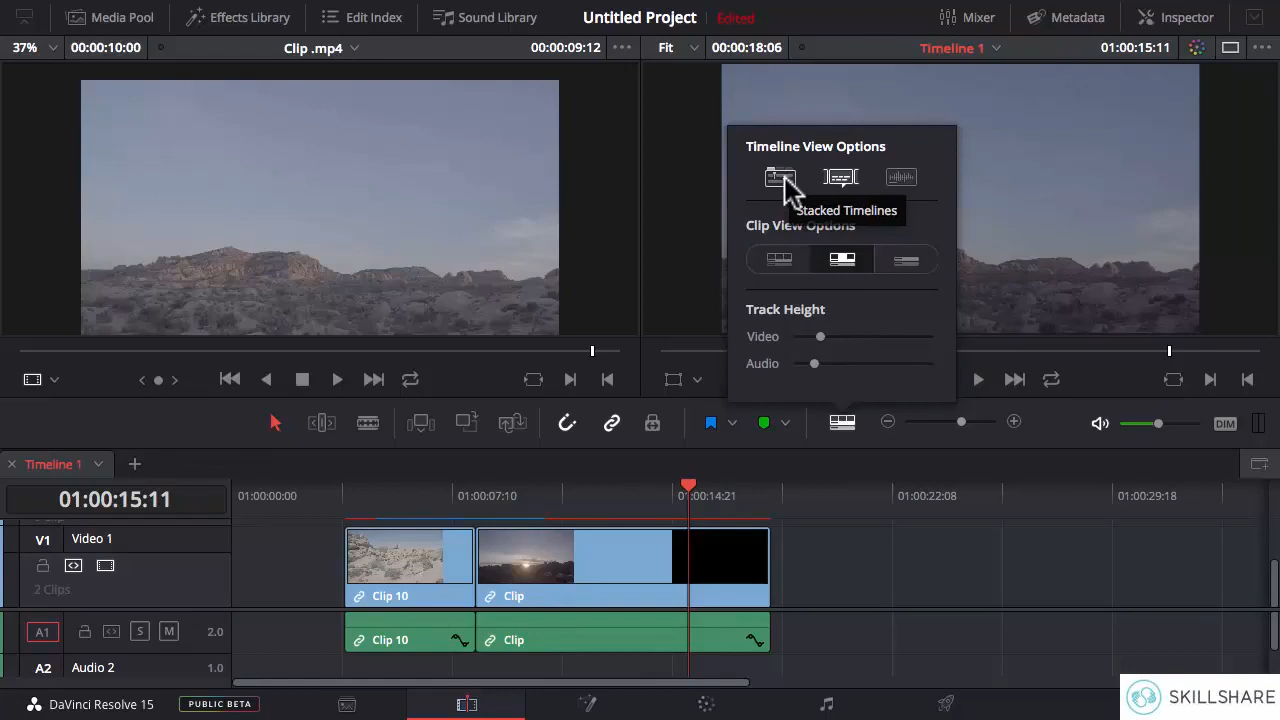 Media Pool
Effects Library
Edit Index
Sound Library
Untitled Project
Edited
Mixer
Metadata
Inspector
37%
00:00:10:00
Clip .mp4
00:00:09:12
Fit
00:00:18:06
Timeline 1
01:00:15:11
Timeline View Options
Stacked Timelines
Clip View Options
Track Height
Video
Audio
DIM
Timeline 1
01:00:15:11
01:00:00:00
01:00:07:10
01:00:14:21
01:00:22:08
01:00:29:18
V1
Video 1
2 Clips
Clip 10
Clip
A1
S
M
2.0
Clip 10
Clip
A2
Audio 2
1.0
DaVinci Resolve 15
PUBLIC BETA
SKILLSHARE